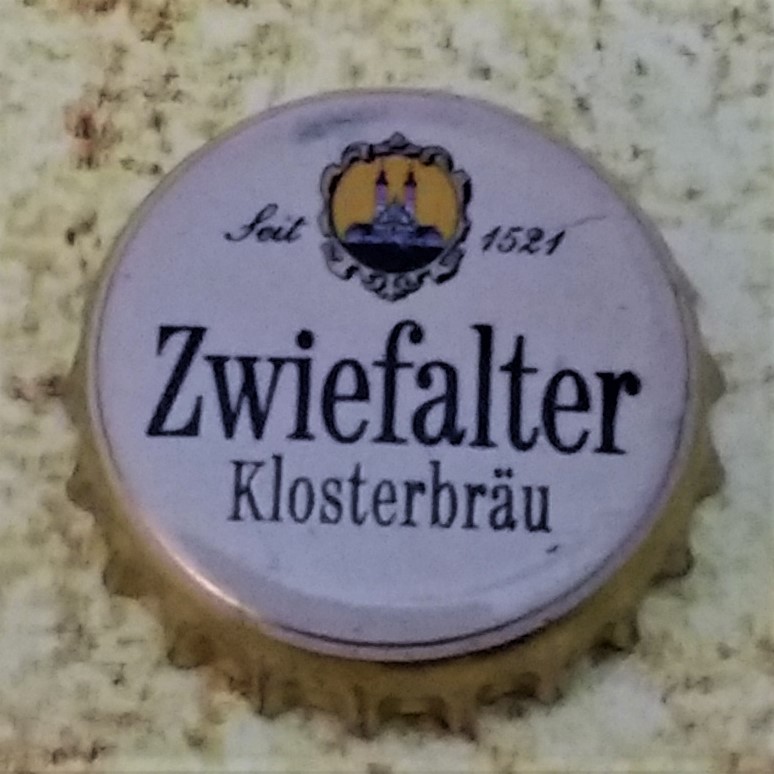 Seit 1521
Zwiefalter
Klosterbräu